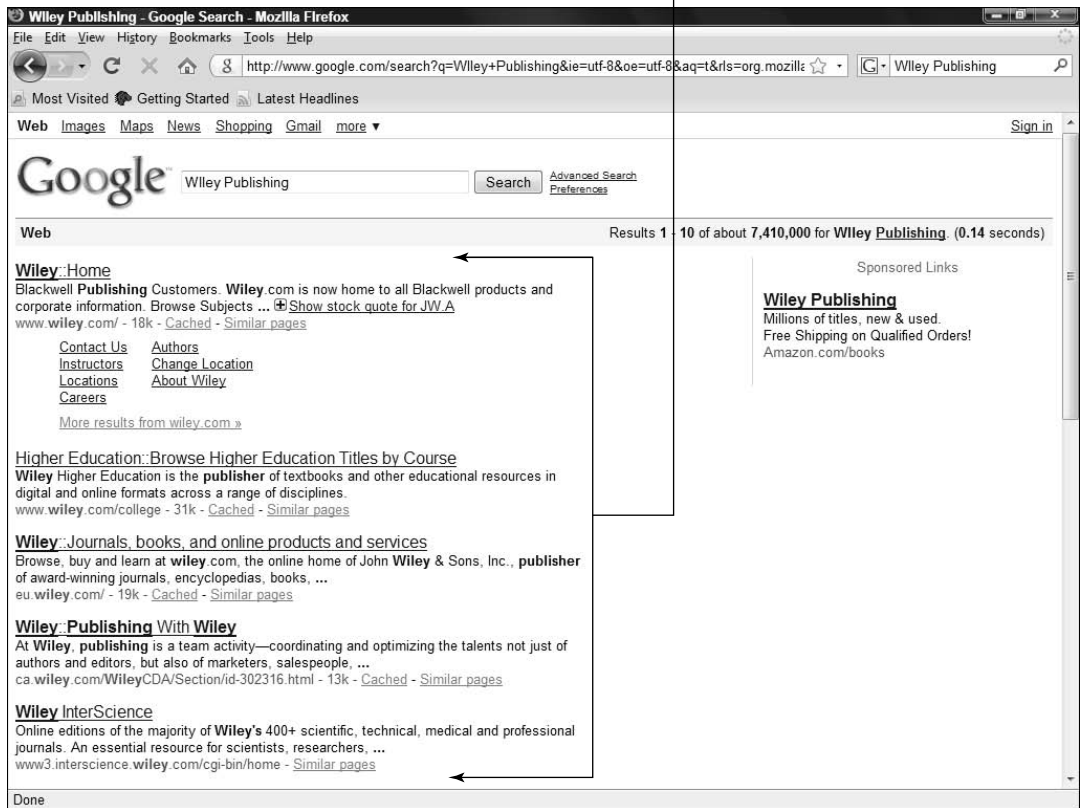 WIley PublIshIng - Google Search - MozIlla FIrefox
File Edit View History Bookmarks Tools Help
http://www.google.com/search?q=WIley+Publishing&ie=utf-8&oe=utf-8&aq=t&rls=org.mozilla
G WIley Publishing
Most Visited Getting Started Latest Headlines
Web Images Maps News Shopping Gmail more ▼ Sign in
Google WIley Publishing Search Advanced Search
Preferences
Web Results 1 - 10 of about 7,410,000 for WIley Publishing. (0.14 seconds)
Wiley::Home
Blackwell Publishing Customers. Wiley.com is now home to all Blackwell products and
corporate information. Browse Subjects ... Show stock quote for JW.A
www.wiley.com/ - 18k - Cached - Similar pages
Contact Us Authors
Instructors Change Location
Locations About Wiley
Careers
More results from wiley.com »
Higher Education::Browse Higher Education Titles by Course
Wiley Higher Education is the publisher of textbooks and other educational resources in
digital and online formats across a range of disciplines.
www.wiley.com/college - 31k - Cached - Similar pages
Wiley::Journals, books, and online products and services
Browse, buy and learn at wiley.com, the online home of John Wiley & Sons, Inc., publisher
of award-winning journals, encyclopedias, books, ...
eu.wiley.com/ - 19k - Cached - Similar pages
Wiley::Publishing With Wiley
At Wiley, publishing is a team activity—coordinating and optimizing the talents not just of
authors and editors, but also of marketers, salespeople, ...
ca.wiley.com/WileyCDA/Section/id-302316.html - 13k - Cached - Similar pages
Wiley InterScience
Online editions of the majority of Wiley's 400+ scientific, technical, medical and professional
journals. An essential resource for scientists, researchers, ...
www3.interscience.wiley.com/cgi-bin/home - Similar pages
Sponsored Links
Wiley Publishing
Millions of titles, new & used.
Free Shipping on Qualified Orders!
Amazon.com/books
Done